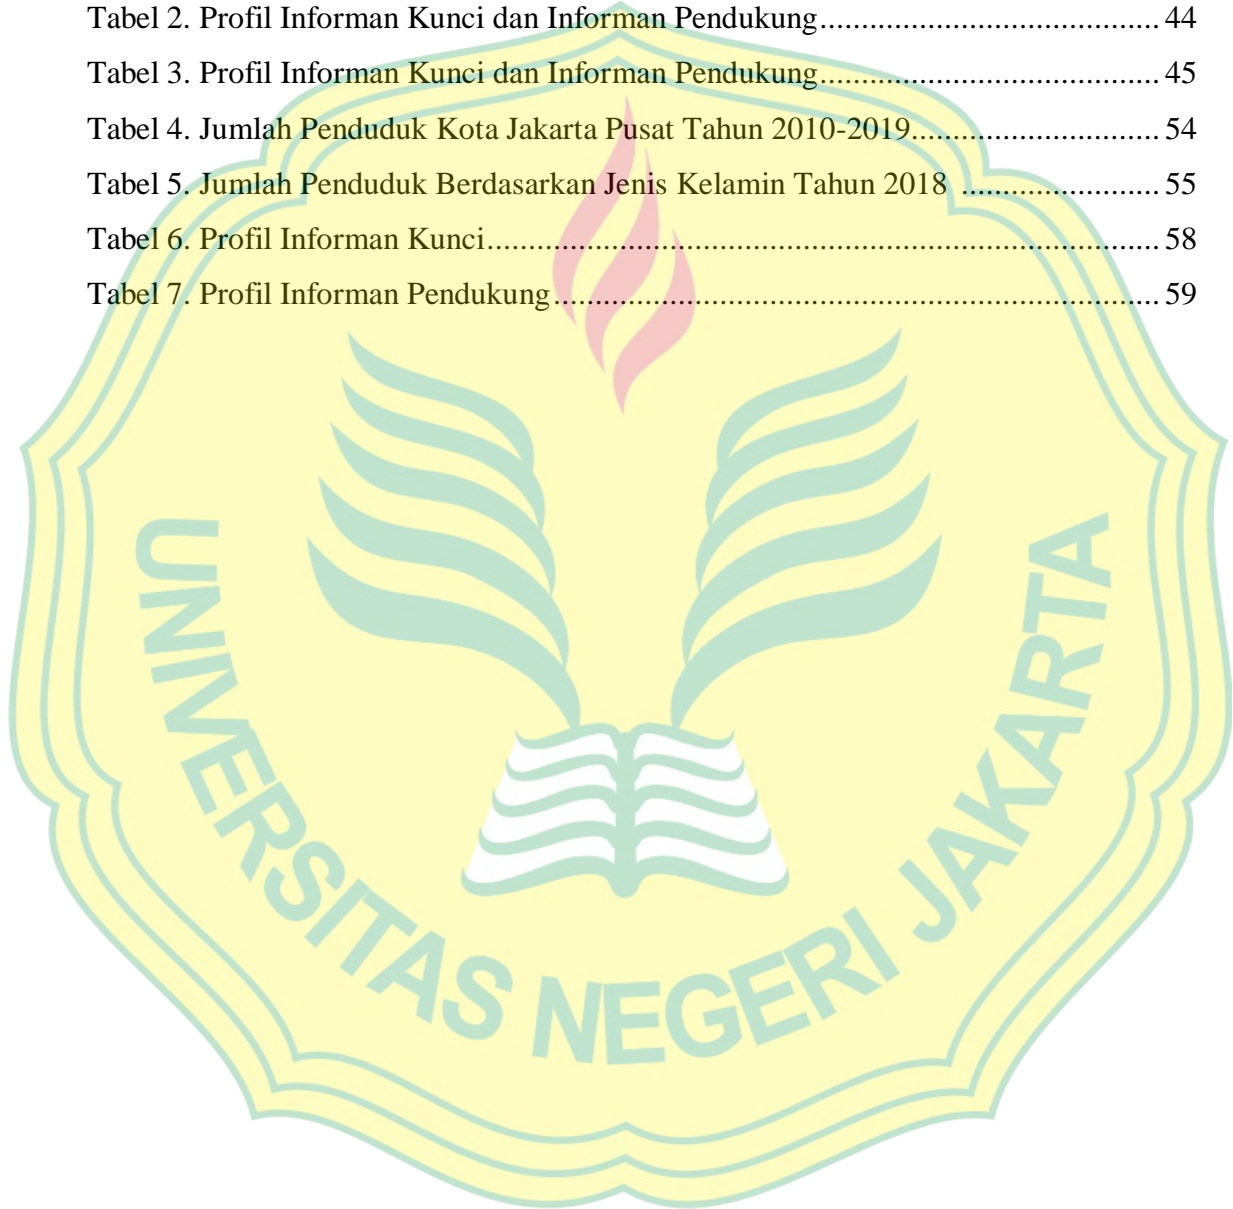 Tabel 2. Profil Informan Kunci dan Informan Pendukung.......................................... 44
Tabel 3. Profil Informan Kunci dan Informan Pendukung.......................................... 45
Tabel 4. Jumlah Penduduk Kota Jakarta Pusat Tahun 2010-2019............................... 54
Tabel 5. Jumlah Penduduk Berdasarkan Jenis Kelamin Tahun 2018 ......................... 55
Tabel 6. Profil Informan Kunci.................................................................................... 58
Tabel 7. Profil Informan Pendukung............................................................................ 59
UNIVERSITAS NEGERI JAKARTA